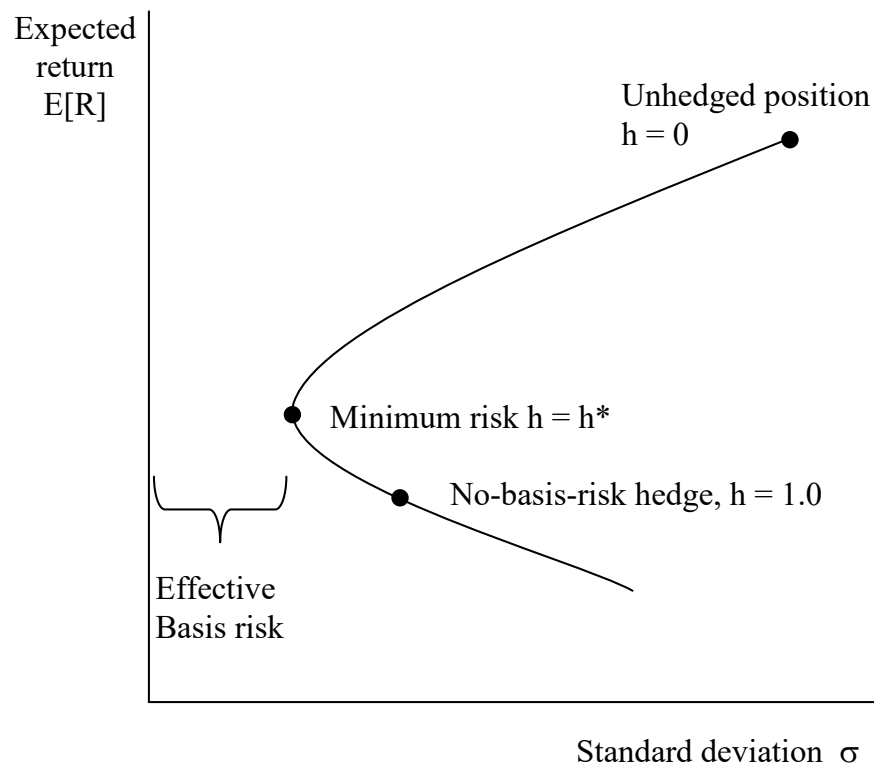 Expected
return
E[R]
Unhedged position
h = 0
Minimum risk h = h*
No-basis-risk hedge, h = 1.0
Effective
Basis risk
Standard deviation σ